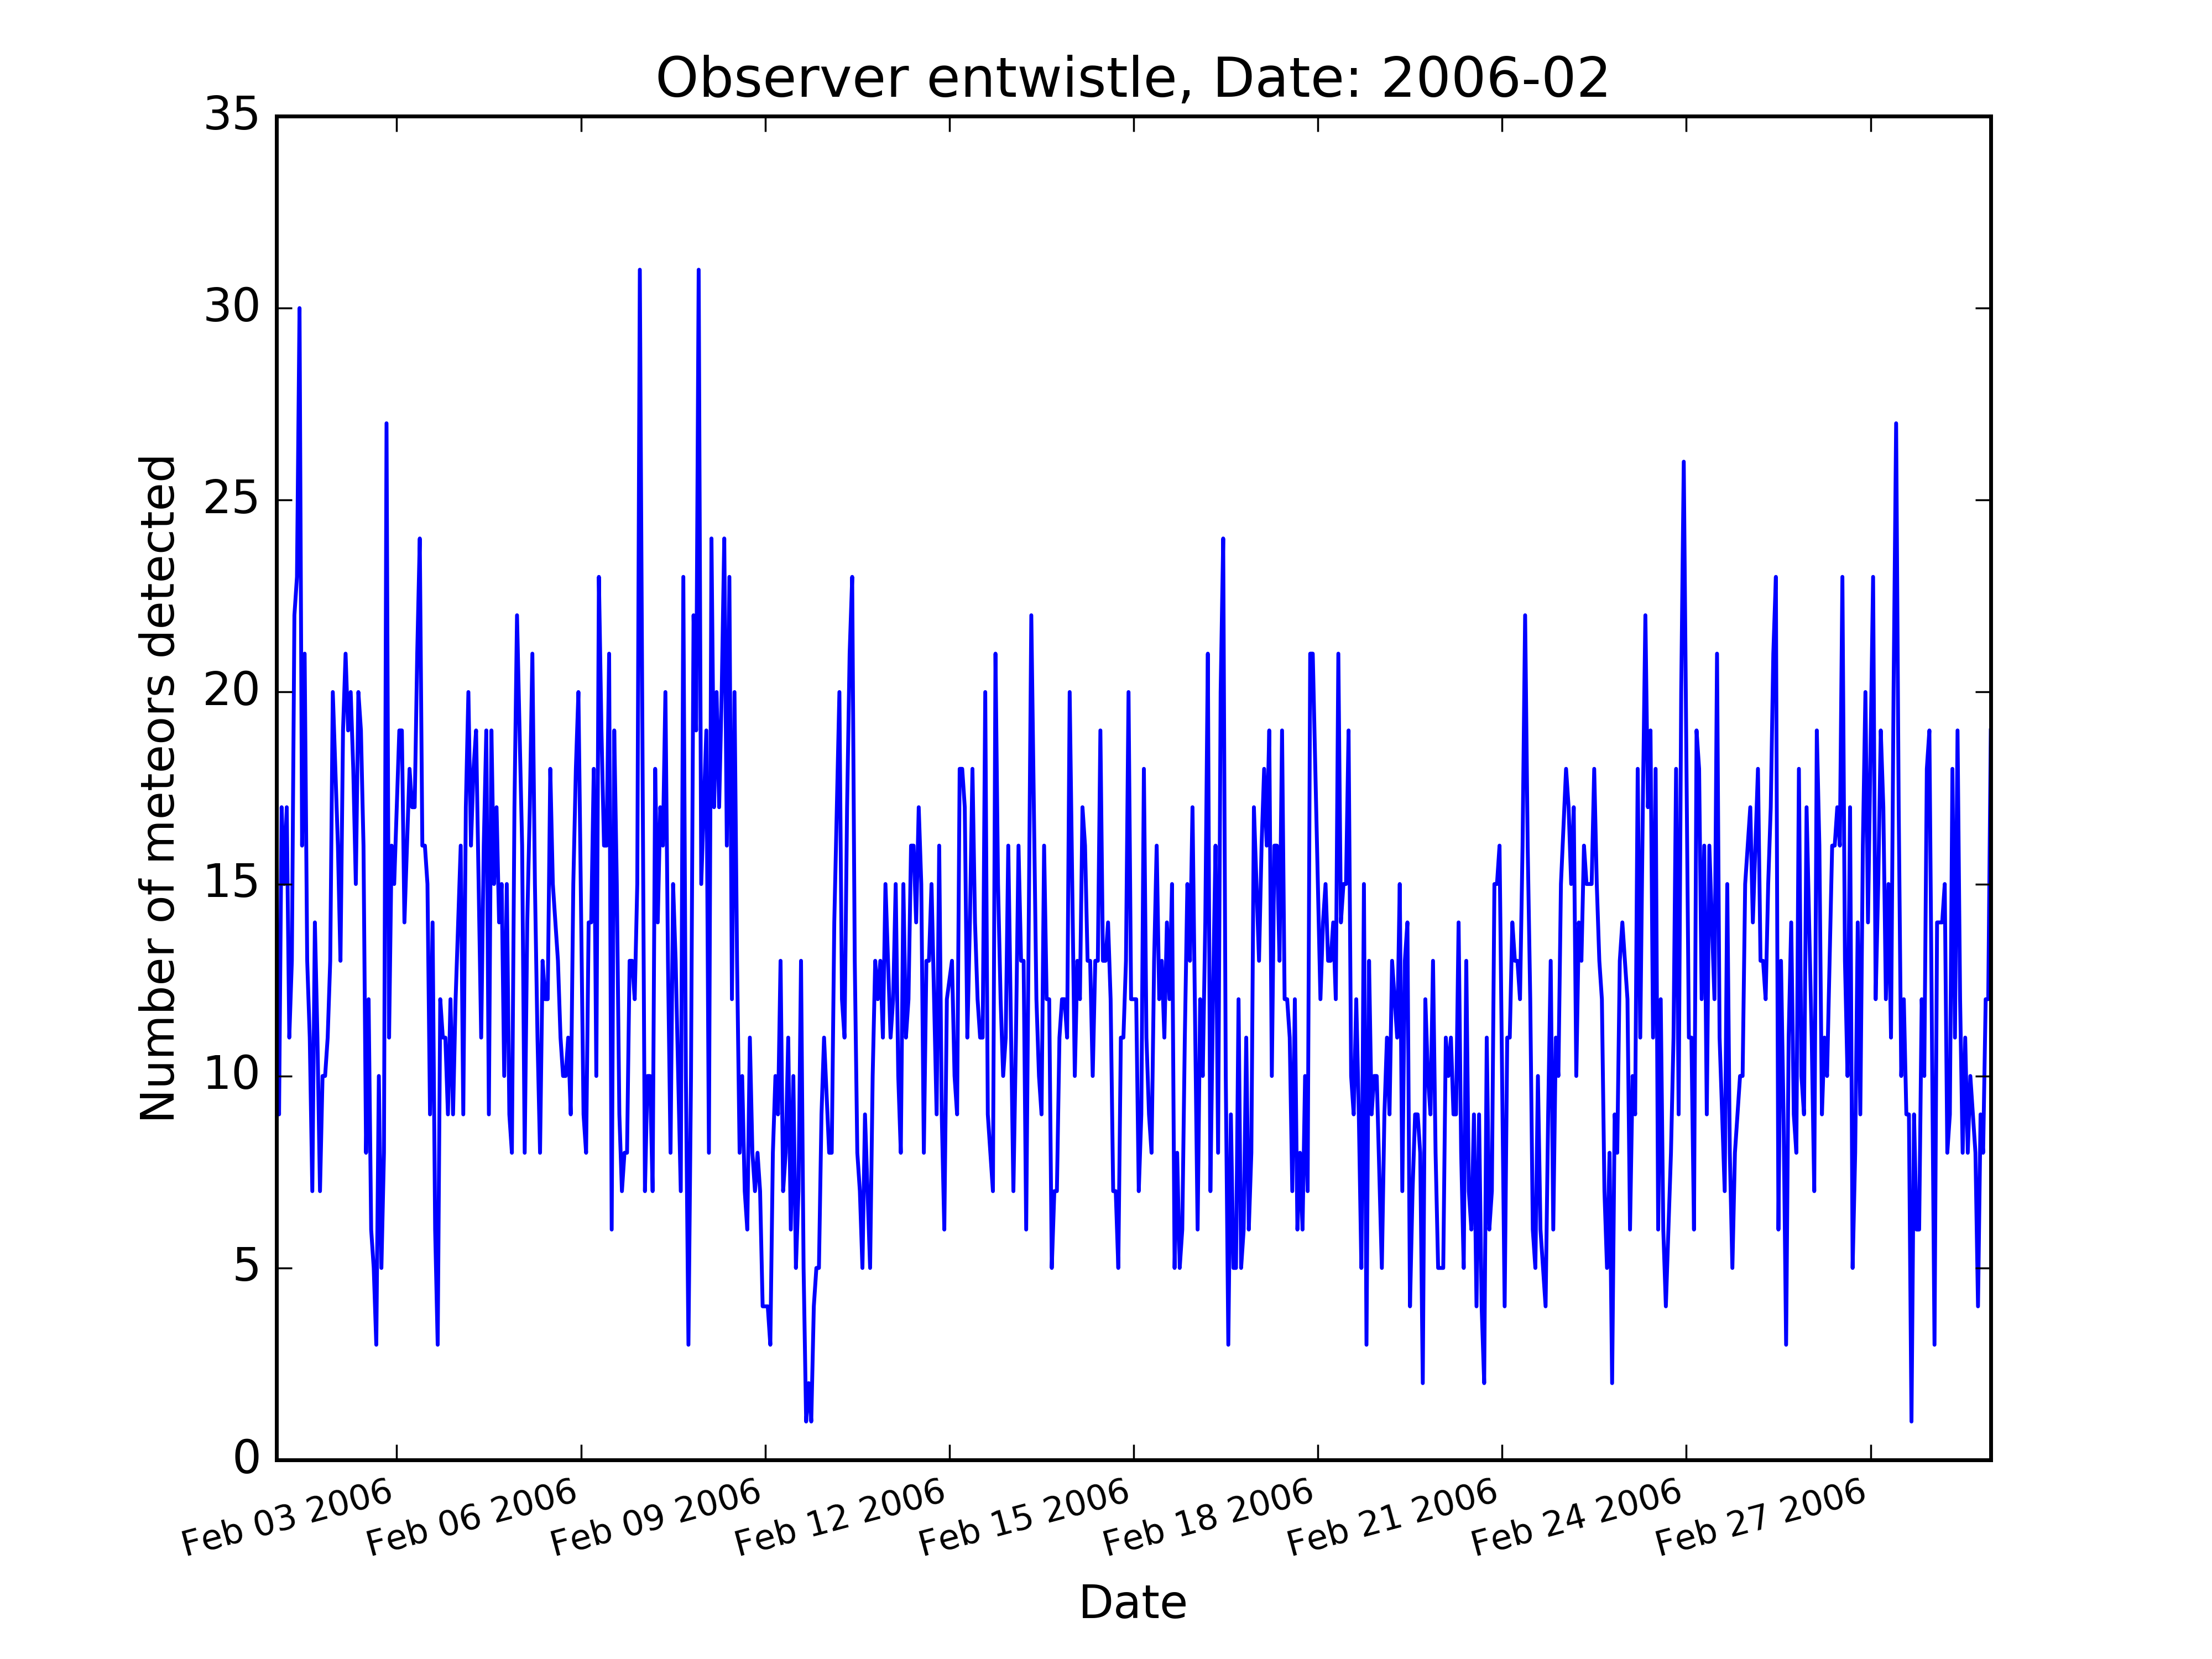 Observer entwistle, Date: 2006-02
35
30
25
20
15
10
5
0
Number of meteors detected
Feb 03 2006
Feb 06 2006
Feb 09 2006
Feb 12 2006
Feb 15 2006
Feb 18 2006
Feb 21 2006
Feb 24 2006
Feb 27 2006
Date